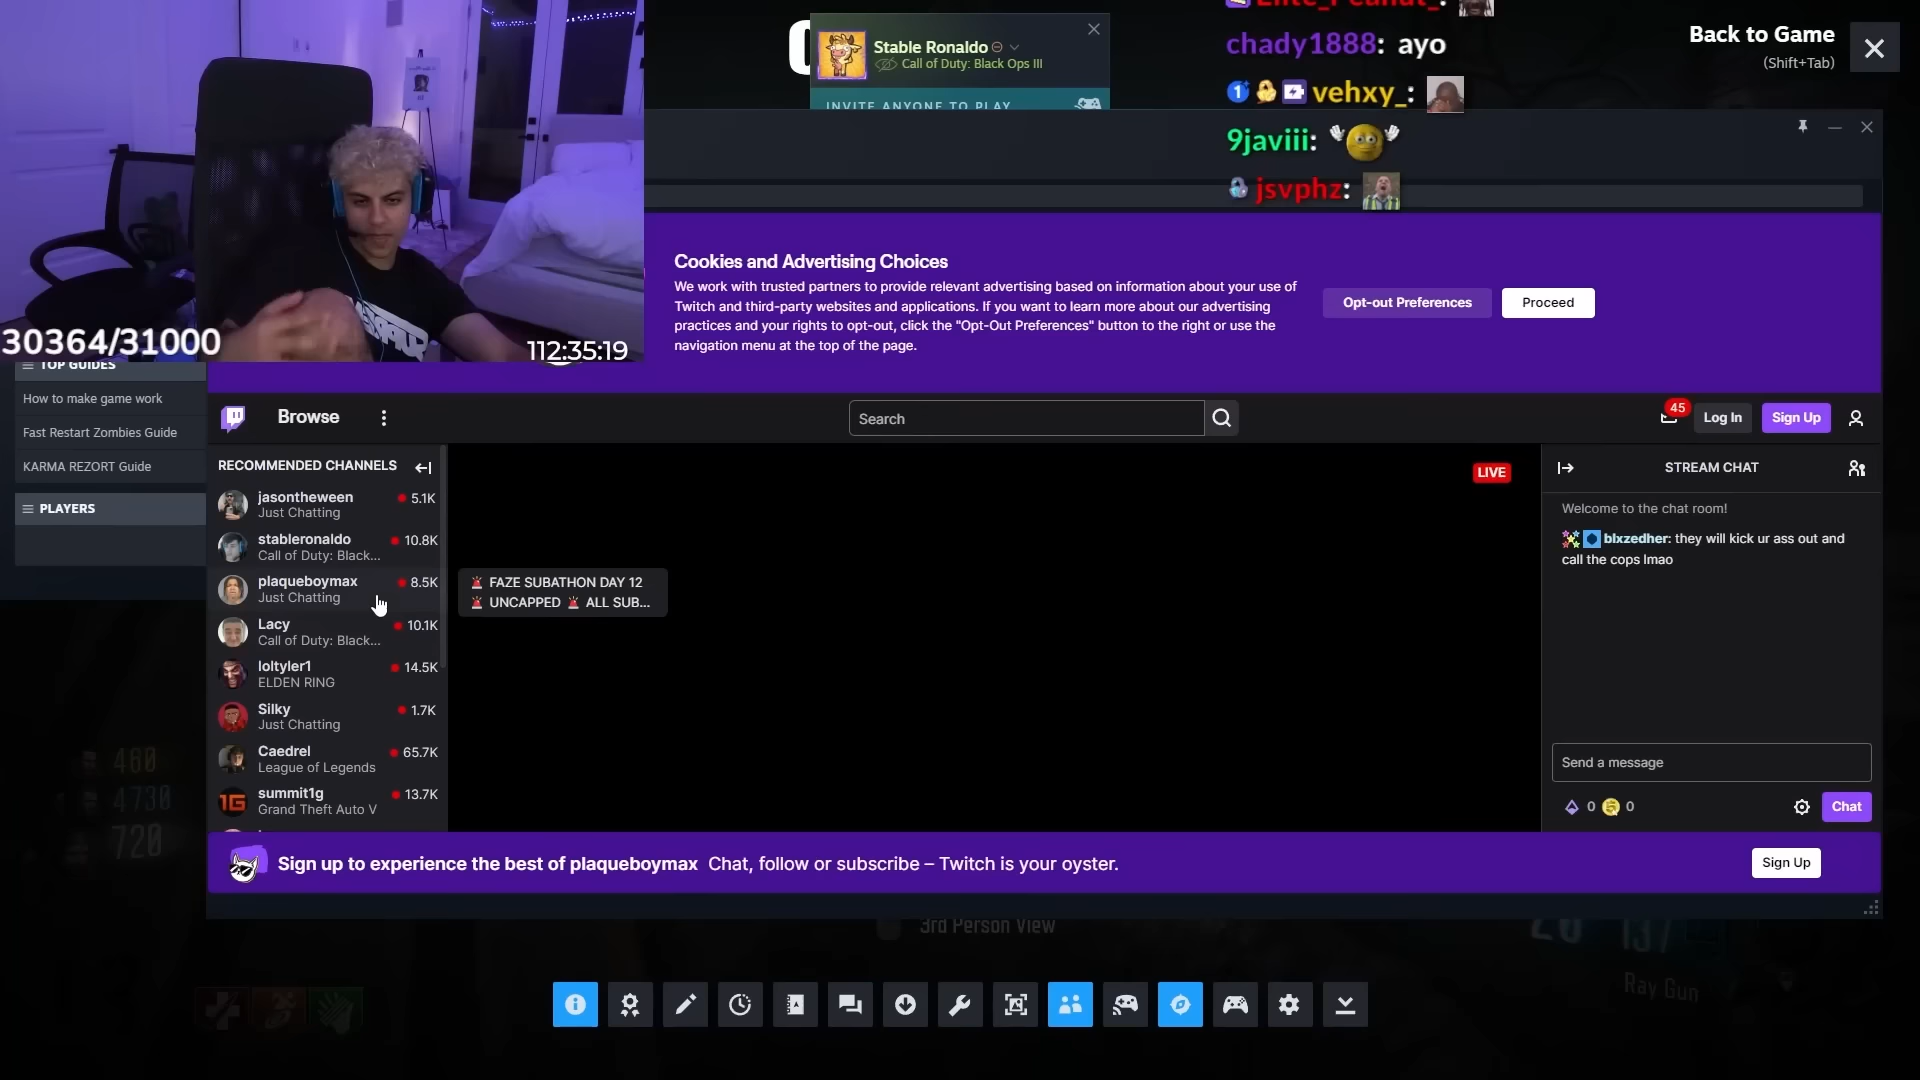 Elite_Peanut_:
Stable Ronaldo
Call of Duty: Black Ops III
INVITE ANYONE TO PLAY
chady1888: ayo
vehxy_:
9javiii:
jsvphz:
Back to Game
(Shift+Tab)
Cookies and Advertising Choices
We work with trusted partners to provide relevant advertising based on information about your use of
Twitch and third-party websites and applications. If you want to learn more about our advertising
practices and your rights to opt-out, click the "Opt-Out Preferences" button to the right or use the
navigation menu at the top of the page.
Opt-out Preferences
Proceed
30364/31000
112:35:19
TOP GUIDES
How to make game work
Fast Restart Zombies Guide
KARMA REZORT Guide
PLAYERS
Browse
Search
45
Log In
Sign Up
RECOMMENDED CHANNELS
jasontheween
5.1K
Just Chatting
stableronaldo
10.8K
Call of Duty: Black...
plaqueboymax
8.5K
Just Chatting
Lacy
10.1K
Call of Duty: Black...
loltyler1
14.5K
ELDEN RING
Silky
1.7K
Just Chatting
Caedrel
65.7K
League of Legends
summit1g
13.7K
Grand Theft Auto V
FAZE SUBATHON DAY 12
UNCAPPED ALL SUB...
LIVE
STREAM CHAT
Welcome to the chat room!
blxzedher: they will kick ur ass out and
call the cops lmao
Send a message
0 0
Chat
Sign up to experience the best of plaqueboymax Chat, follow or subscribe – Twitch is your oyster.
Sign Up
480
4730
720
3rd Person View
Ray Gun